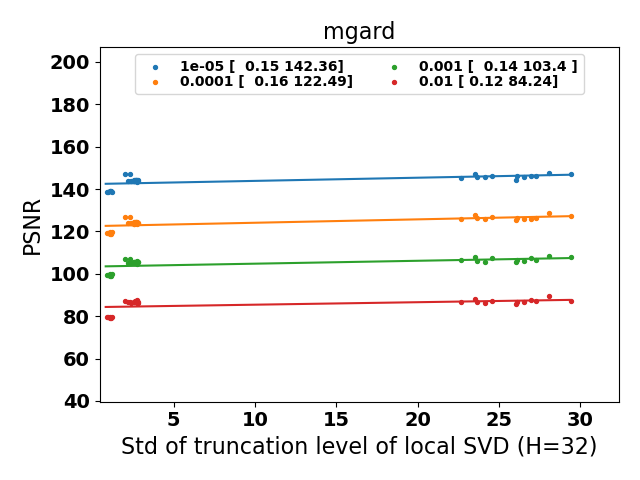 mgard
1e-05 [  0.15 142.36]
0.0001 [  0.16 122.49]
0.001 [  0.14 103.4 ]
0.01 [ 0.12 84.24]
200
180
160
140
120
100
80
60
40
PSNR
5 10 15 20 25 30
Std of truncation level of local SVD (H=32)